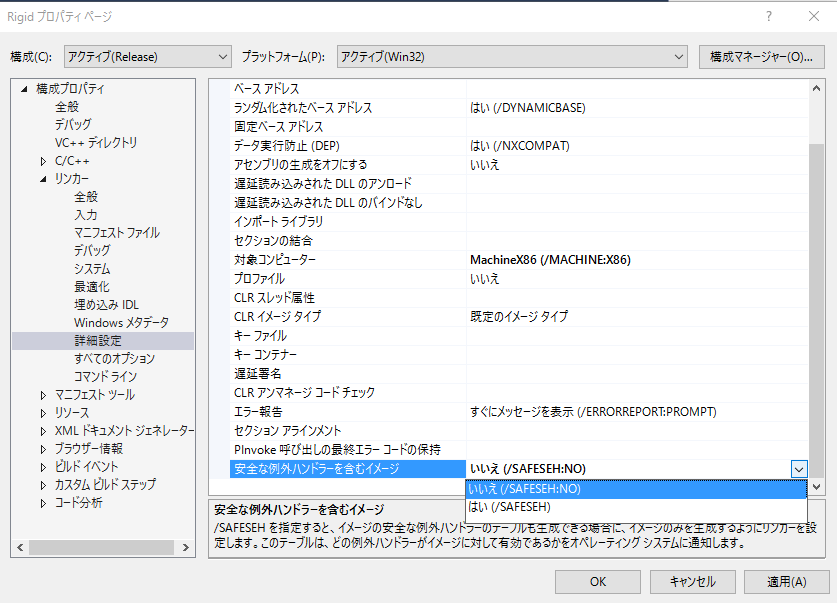 Rigid プロパティ ページ
?
構成(C): アクティブ(Release) プラットフォーム(P): アクティブ(Win32) 構成マネージャー(O)...
構成プロパティ
全般
デバッグ
VC++ ディレクトリ
C/C++
リンカー
全般
入力
マニフェスト ファイル
デバッグ
システム
最適化
埋め込み IDL
Windows メタデータ
詳細設定
すべてのオプション
コマンド ライン
マニフェスト ツール
リソース
XML ドキュメント ジェネレーター
ブラウザー情報
ビルド イベント
カスタム ビルド ステップ
コード分析
ベース アドレス
ランダム化されたベース アドレス はい (/DYNAMICBASE)
固定ベース アドレス
データ実行防止 (DEP) はい (/NXCOMPAT)
アセンブリの生成をオフにする いいえ
遅延読み込みされた DLL のアンロード
遅延読み込みされた DLL のバインドなし
インポート ライブラリ
セクションの結合
対象コンピューター MachineX86 (/MACHINE:X86)
プロファイル いいえ
CLR スレッド属性
CLR イメージ タイプ 既定のイメージ タイプ
キー ファイル
キー コンテナー
遅延署名
CLR アンマネージ コード チェック
エラー報告 すぐにメッセージを表示 (/ERRORREPORT:PROMPT)
セクション アラインメント
PInvoke 呼び出しの最終エラー コードの保持
安全な例外ハンドラーを含むイメージ いいえ (/SAFESEH:NO)
いいえ (/SAFESEH:NO)
はい (/SAFESEH)
安全な例外ハンドラーを含むイメージ
/SAFESEH を指定すると、イメージの安全な例外ハンドラーのテーブルも生成できる場合に、イメージのみを生成するようにリンカーを設
定します。このテーブルは、どの例外ハンドラーがイメージに対して有効であるかをオペレーティング システムに通知します。
OK キャンセル 適用(A)